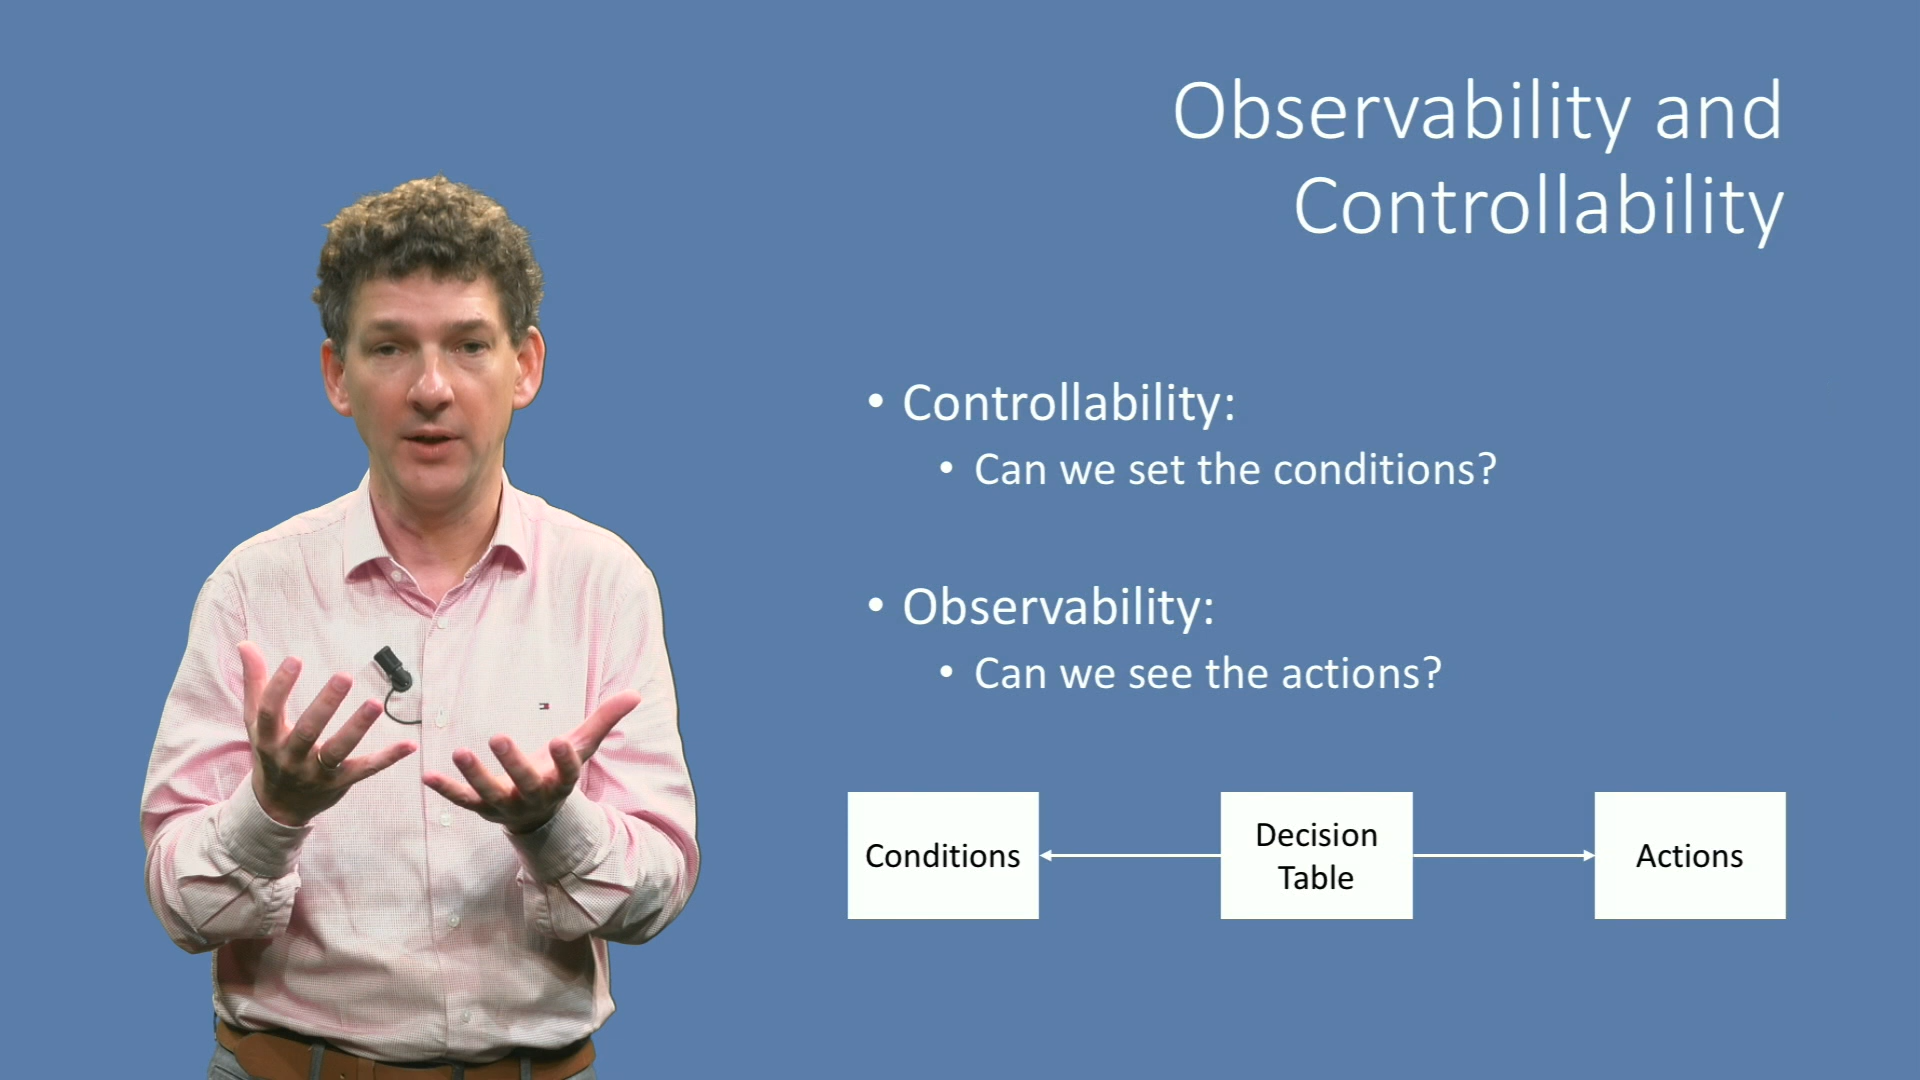 Observability and
Controllability
• Controllability:
• Can we set the conditions?
• Observability:
• Can we see the actions?
Conditions
Decision
Table
Actions